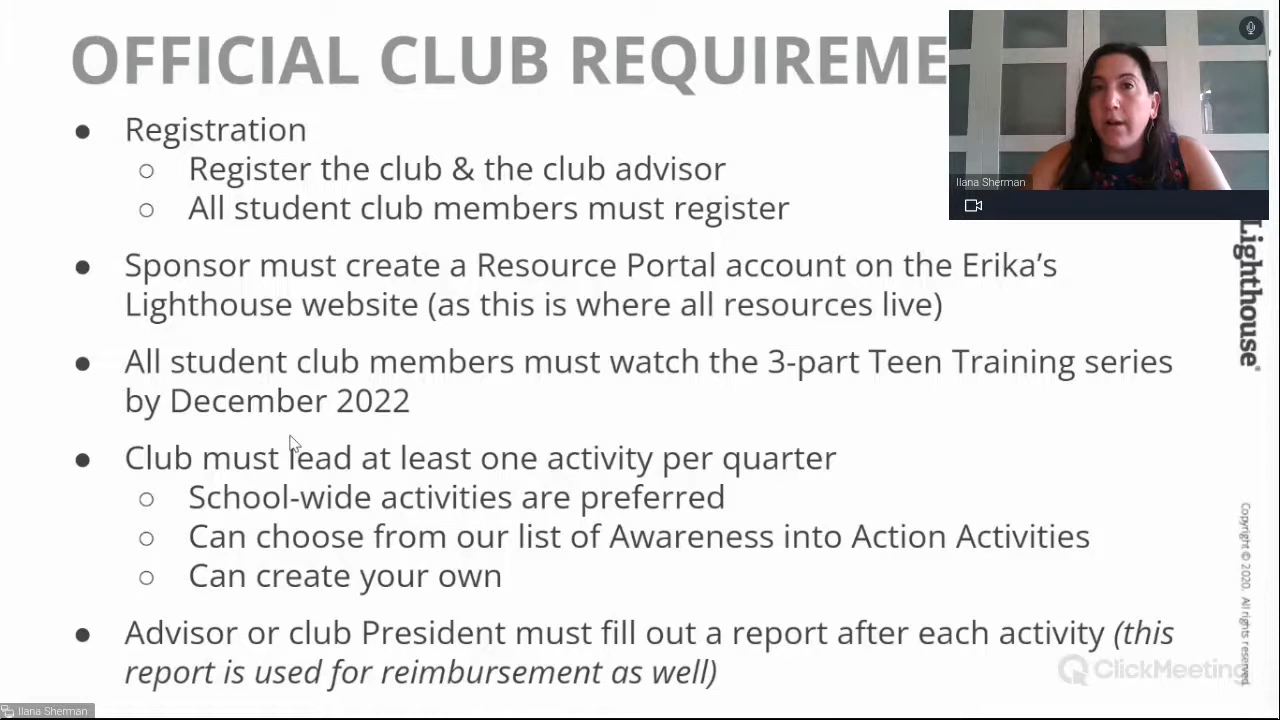 OFFICIAL CLUB REQUIREME
● Registration
○ Register the club & the club advisor
○ All student club members must register
● Sponsor must create a Resource Portal account on the Erika’s
Lighthouse website (as this is where all resources live)
● All student club members must watch the 3-part Teen Training series
by December 2022
● Club must lead at least one activity per quarter
○ School-wide activities are preferred
○ Can choose from our list of Awareness into Action Activities
○ Can create your own
● Advisor or club President must fill out a report after each activity (this
report is used for reimbursement as well)
Ilana Sherman
Lighthouse®
Copyright © 2020. All rights reserved.
ClickMeeting
Ilana Sherman